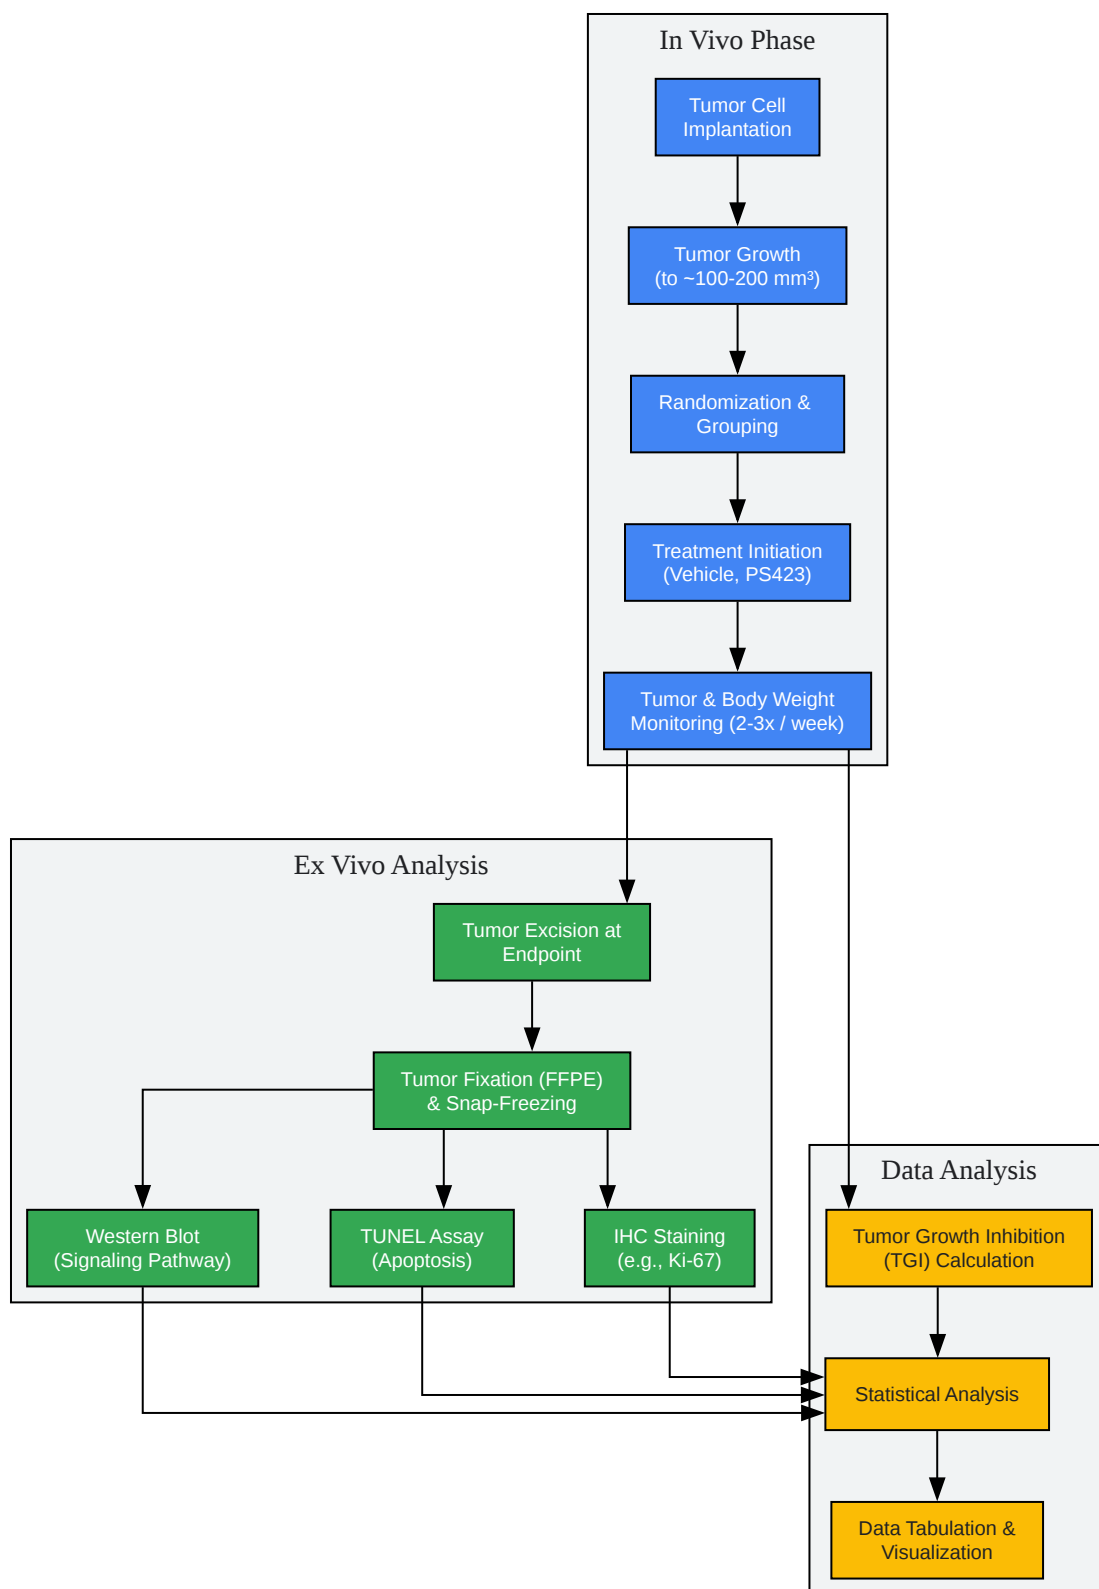 In Vivo Phase
Tumor Cell
Implantation
Tumor Growth
(to ~100-200 mm³)
Randomization &
Grouping
Treatment Initiation
(Vehicle, PS423)
Tumor & Body Weight
Monitoring (2-3x / week)
Ex Vivo Analysis
Tumor Excision at
Endpoint
Tumor Fixation (FFPE)
& Snap-Freezing
Western Blot
(Signaling Pathway)
TUNEL Assay
(Apoptosis)
IHC Staining
(e.g., Ki-67)
Data Analysis
Tumor Growth Inhibition
(TGI) Calculation
Statistical Analysis
Data Tabulation &
Visualization